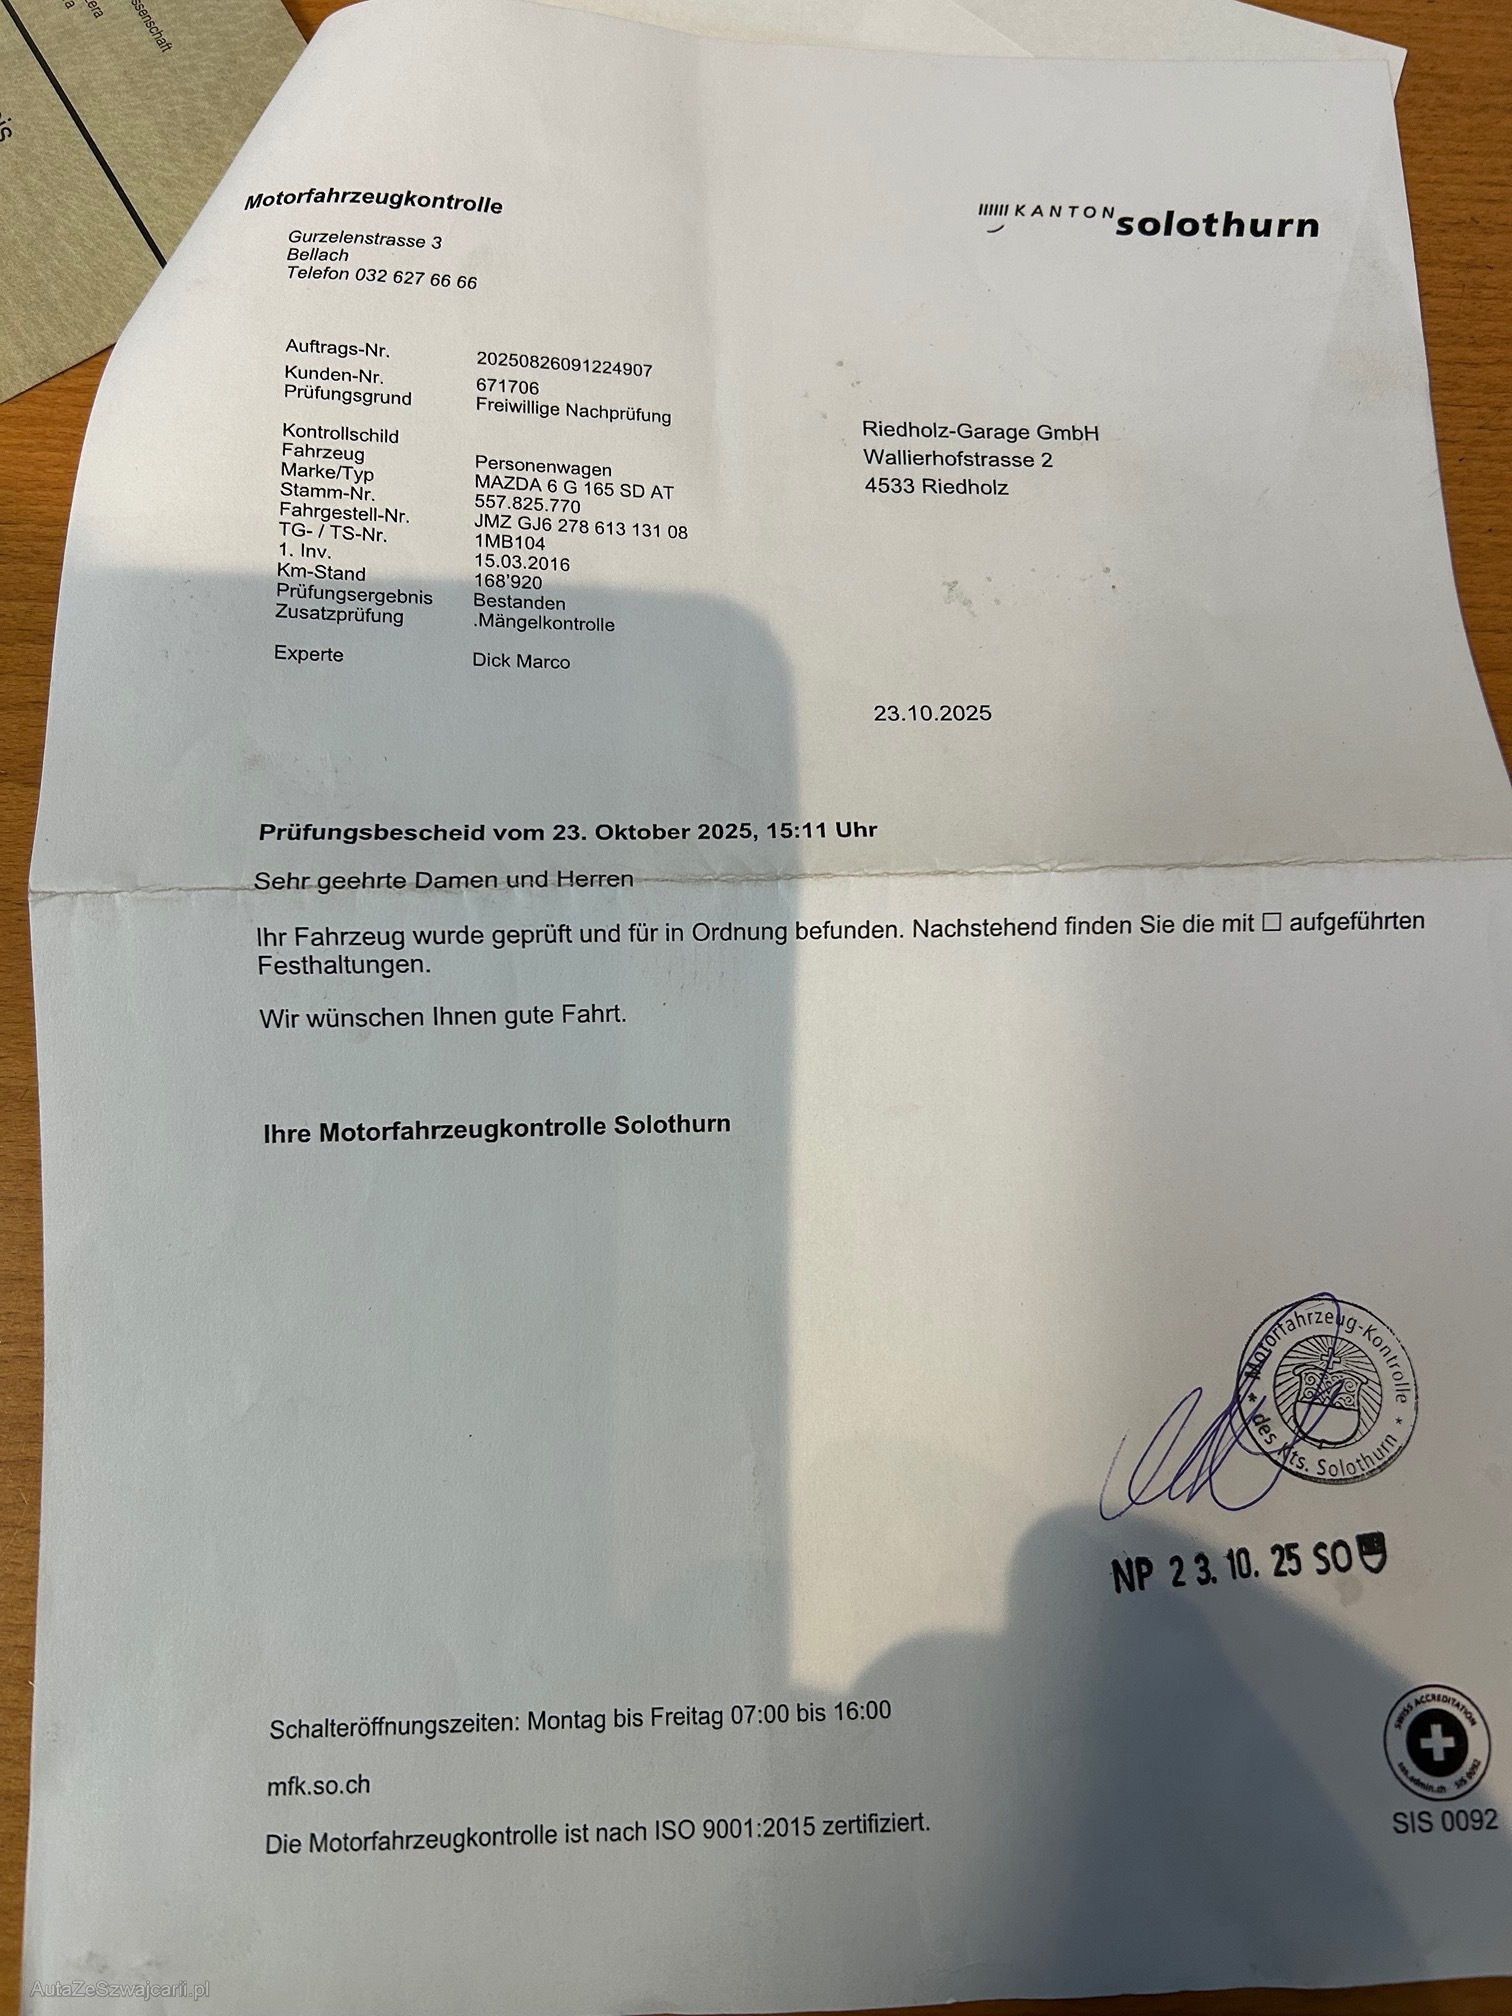 ssenschaft
Motorfahrzeugkontrolle
KANTON solothurn
Gurzelenstrasse 3
Bellach
Telefon 032 627 66 66
Auftrags-Nr. 20250826091224907
Kunden-Nr. 671706
Prüfungsgrund Freiwillige Nachprüfung
Kontrollschild
Fahrzeug Personenwagen
Marke/Typ MAZDA 6 G 165 SD AT
Stamm-Nr. 557.825.770
Fahrgestell-Nr. JMZ GJ6 278 613 131 08
TG- / TS-Nr. 1MB104
1. Inv. 15.03.2016
Km-Stand 168'920
Prüfungsergebnis Bestanden
Zusatzprüfung .Mängelkontrolle
Experte Dick Marco
Riedholz-Garage GmbH
Wallierhofstrasse 2
4533 Riedholz
23.10.2025
Prüfungsbescheid vom 23. Oktober 2025, 15:11 Uhr
Sehr geehrte Damen und Herren
Ihr Fahrzeug wurde geprüft und für in Ordnung befunden. Nachstehend finden Sie die mit ☐ aufgeführten
Festhaltungen.
Wir wünschen Ihnen gute Fahrt.
Ihre Motorfahrzeugkontrolle Solothurn
Motorfahrzeug-Kontrolle
* des Kts. Solothurn *
NP 23.10.25 SO
Schalteröffnungszeiten: Montag bis Freitag 07:00 bis 16:00
mfk.so.ch
Die Motorfahrzeugkontrolle ist nach ISO 9001:2015 zertifiziert.
SWISS ACCREDITATION
sas.admin.ch SIS 0092
SIS 0092
AutaZeSzwajcarii.pl